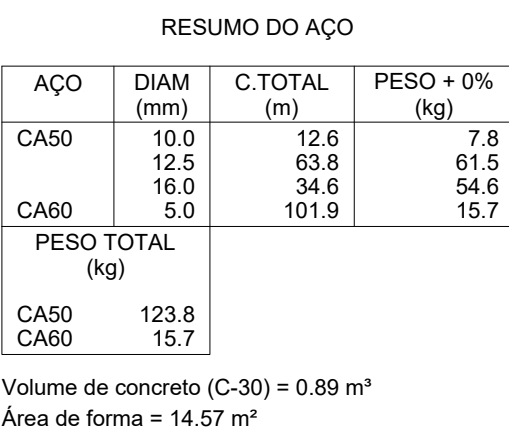 RESUMO DO AÇO
AÇO DIAM C.TOTAL PESO + 0%
(mm) (m) (kg)
CA50 10.0 12.6 7.8
12.5 63.8 61.5
16.0 34.6 54.6
CA60 5.0 101.9 15.7
PESO TOTAL
(kg)
CA50 123.8
CA60 15.7
Volume de concreto (C-30) = 0.89 m³
Área de forma = 14.57 m²